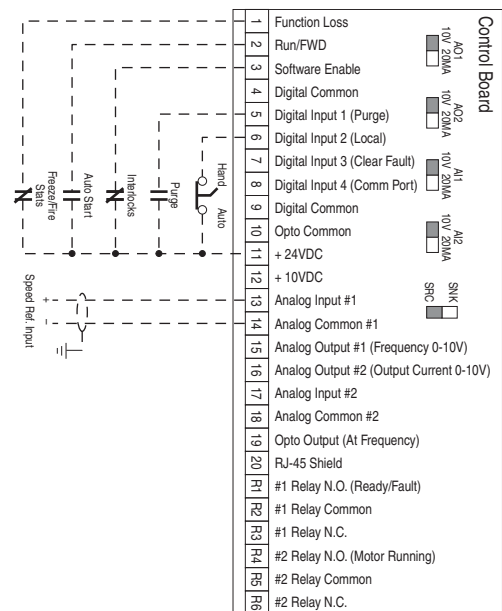 Control Board
AO1
10V 20MA
AO2
10V 20MA
AI1
10V 20MA
AI2
10V 20MA
SNK
SRC
1 Function Loss
2 Run/FWD
3 Software Enable
4 Digital Common
5 Digital Input 1 (Purge)
6 Digital Input 2 (Local)
7 Digital Input 3 (Clear Fault)
8 Digital Input 4 (Comm Port)
9 Digital Common
10 Opto Common
11 + 24VDC
12 + 10VDC
13 Analog Input #1
14 Analog Common #1
15 Analog Output #1 (Frequency 0-10V)
16 Analog Output #2 (Output Current 0-10V)
17 Analog Input #2
18 Analog Common #2
19 Opto Output (At Frequency)
20 RJ-45 Shield
R1 #1 Relay N.O. (Ready/Fault)
R2 #1 Relay Common
R3 #1 Relay N.C.
R4 #2 Relay N.O. (Motor Running)
R5 #2 Relay Common
R6 #2 Relay N.C.
Hand
Auto
Purge
Interlocks
Auto Start
Freeze/Fire
Stats
Speed Ref. Input
+
-